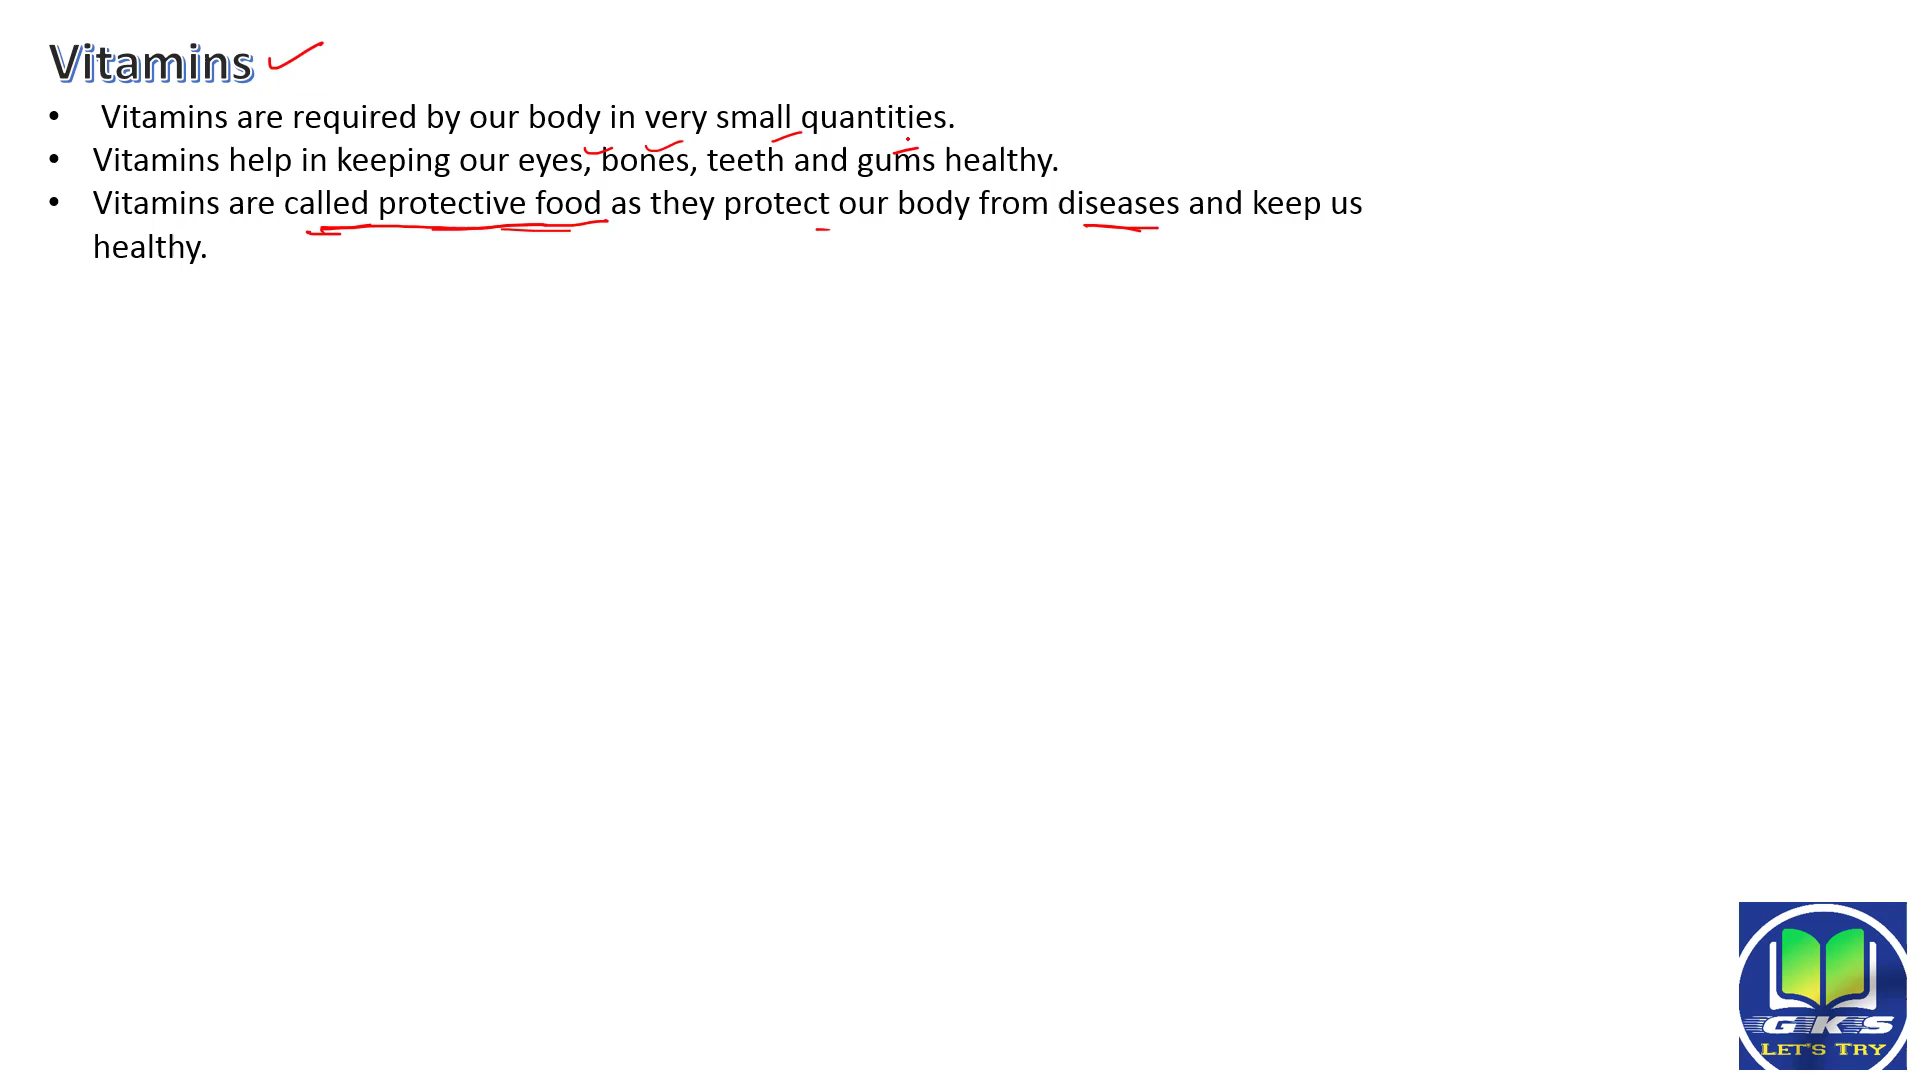 Vitamins
• Vitamins are required by our body in very small quantities.
• Vitamins help in keeping our eyes, bones, teeth and gums healthy.
• Vitamins are called protective food as they protect our body from diseases and keep us
healthy.
GKS
LET'S TRY